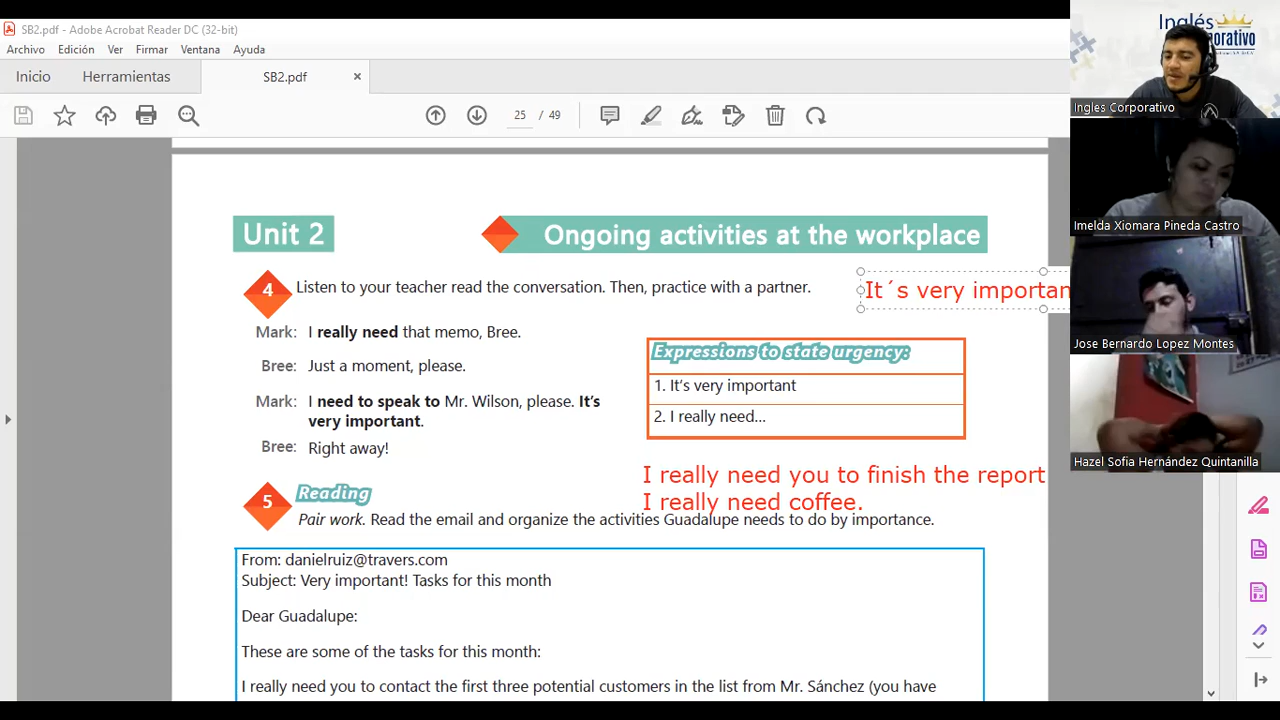 SB2.pdf - Adobe Acrobat Reader DC (32-bit)
Archivo Edición Ver Firmar Ventana Ayuda
Inicio Herramientas SB2.pdf ×
25 / 49
Inglés
orativo
Ingles Corporativo
Imelda Xiomara Pineda Castro
Jose Bernardo Lopez Montes
Hazel Sofia Hernández Quintanilla
Unit 2 Ongoing activities at the workplace
4 Listen to your teacher read the conversation. Then, practice with a partner.
It´s very importan
Mark: I really need that memo, Bree.
Bree: Just a moment, please.
Mark: I need to speak to Mr. Wilson, please. It's
very important.
Bree: Right away!
Expressions to state urgency:
1. It's very important
2. I really need...
I really need you to finish the report
I really need coffee.
5 Reading
Pair work. Read the email and organize the activities Guadalupe needs to do by importance.
From: danielruiz@travers.com
Subject: Very important! Tasks for this month
Dear Guadalupe:
These are some of the tasks for this month:
I really need you to contact the first three potential customers in the list from Mr. Sánchez (you have